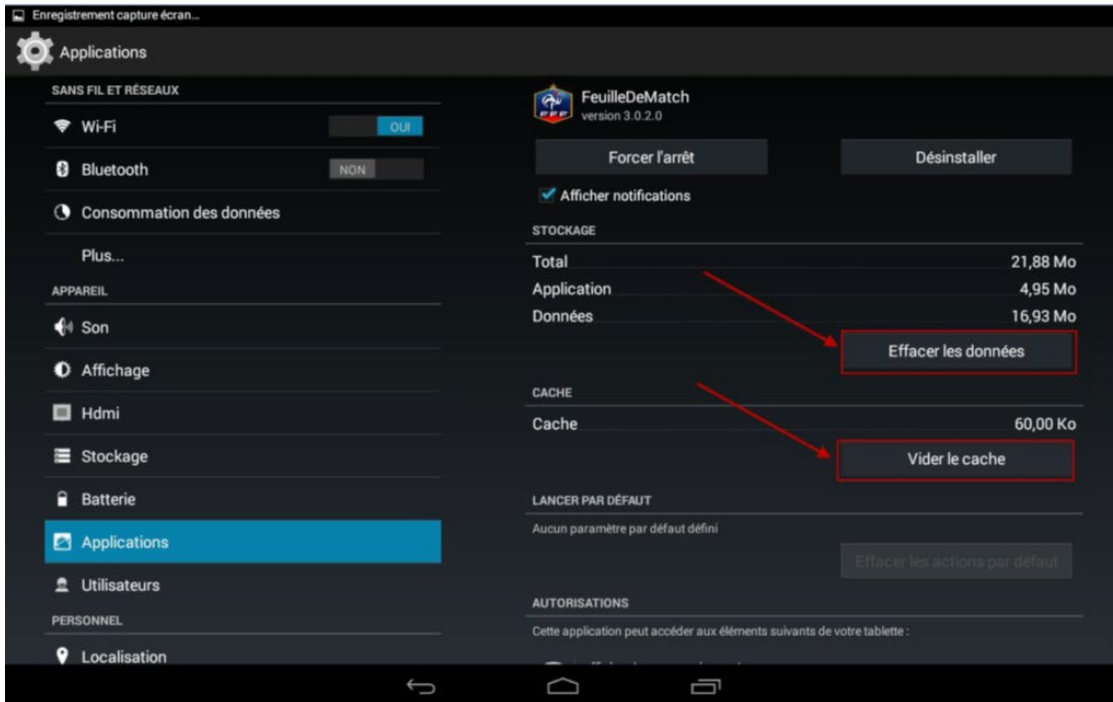 Enregistrement capture écran...
Applications
SANS FIL ET RÉSEAUX
Wi-Fi
OUI
Bluetooth
NON
Consommation des données
Plus...
APPAREIL
Son
Affichage
Hdmi
Stockage
Batterie
Applications
Utilisateurs
PERSONNEL
Localisation
FFF
FeuilleDeMatch
version 3.0.2.0
Forcer l'arrêt
Désinstaller
Afficher notifications
STOCKAGE
Total 21,88 Mo
Application 4,95 Mo
Données 16,93 Mo
Effacer les données
CACHE
Cache 60,00 Ko
Vider le cache
LANCER PAR DÉFAUT
Aucun paramètre par défaut défini
Effacer les actions par défaut
AUTORISATIONS
Cette application peut accéder aux éléments suivants de votre tablette :